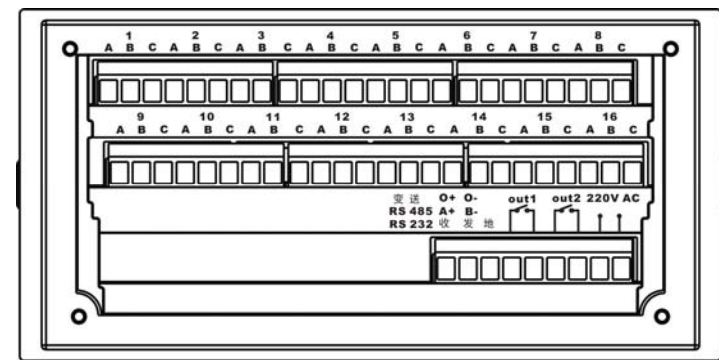 1 2 3 4 5 6 7 8
A B C A B C A B C A B C A B C A B C A B C A B C
9 10 11 12 13 14 15 16
A B C A B C A B C A B C A B C A B C A B C A B C
变 送 O+ O- out1 out2 220V AC
RS 485 A+ B-
RS 232 收 发 地